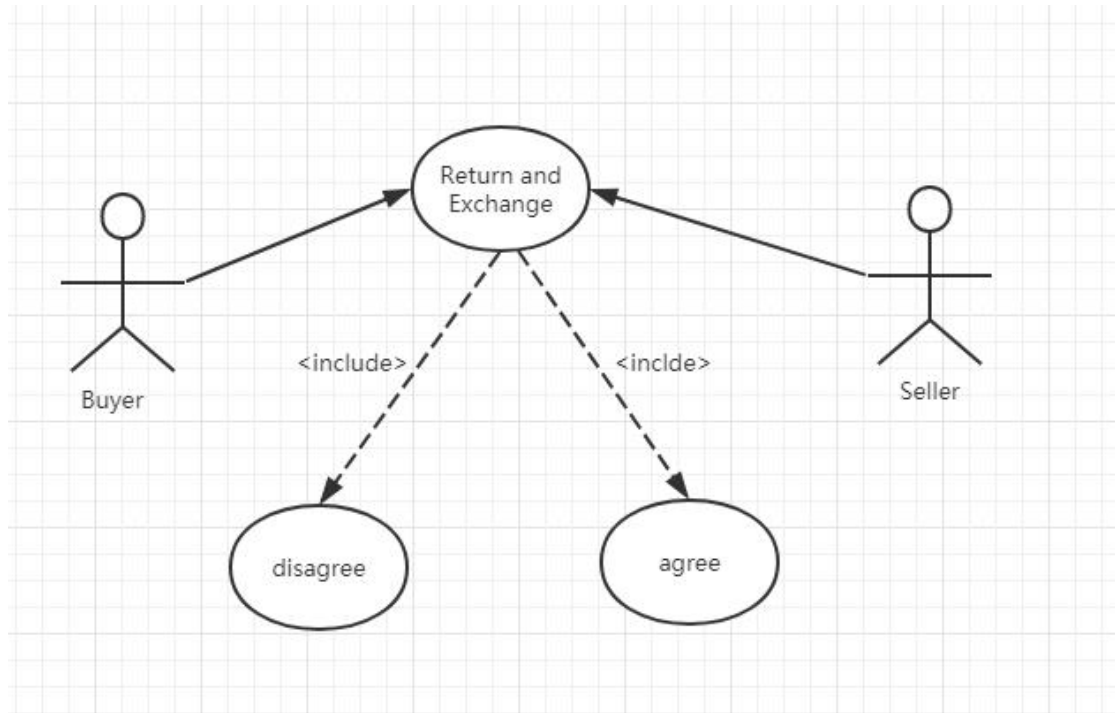 Return and
Exchange
<include>
<inclde>
Buyer
Seller
disagree
agree